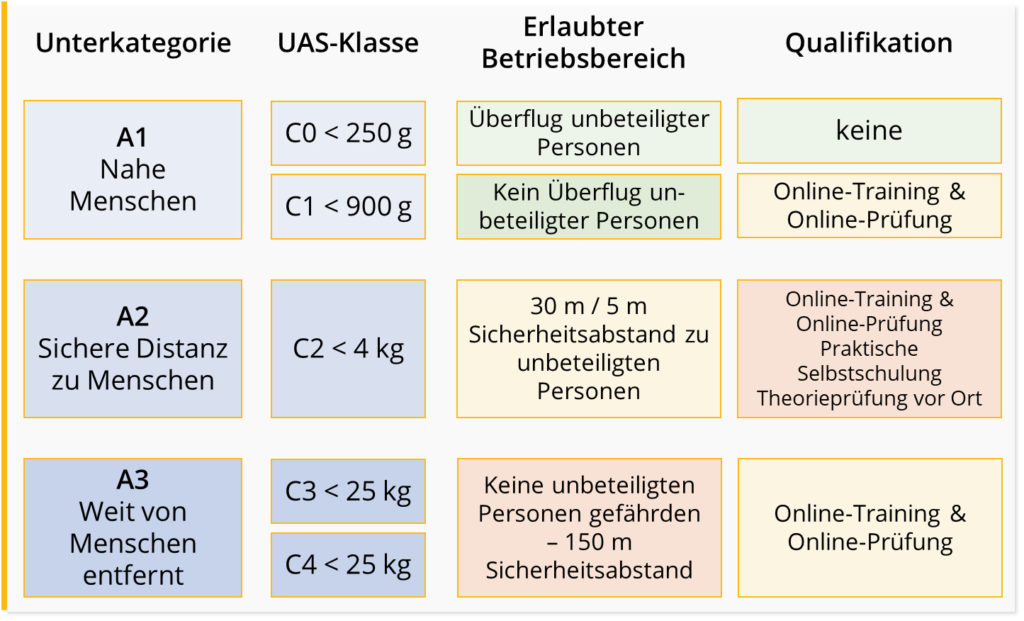 Unterkategorie
UAS-Klasse
Erlaubter
Betriebsbereich
Qualifikation
A1
Nahe
Menschen
C0 < 250 g
Überflug unbeteiligter
Personen
keine
C1 < 900 g
Kein Überflug un-
beteiligter Personen
Online-Training &
Online-Prüfung
A2
Sichere Distanz
zu Menschen
C2 < 4 kg
30 m / 5 m
Sicherheitsabstand zu
unbeteiligten
Personen
Online-Training &
Online-Prüfung
Praktische
Selbstschulung
Theorieprüfung vor Ort
A3
Weit von
Menschen
entfernt
C3 < 25 kg
C4 < 25 kg
Keine unbeteiligten
Personen gefährden
– 150 m
Sicherheitsabstand
Online-Training &
Online-Prüfung